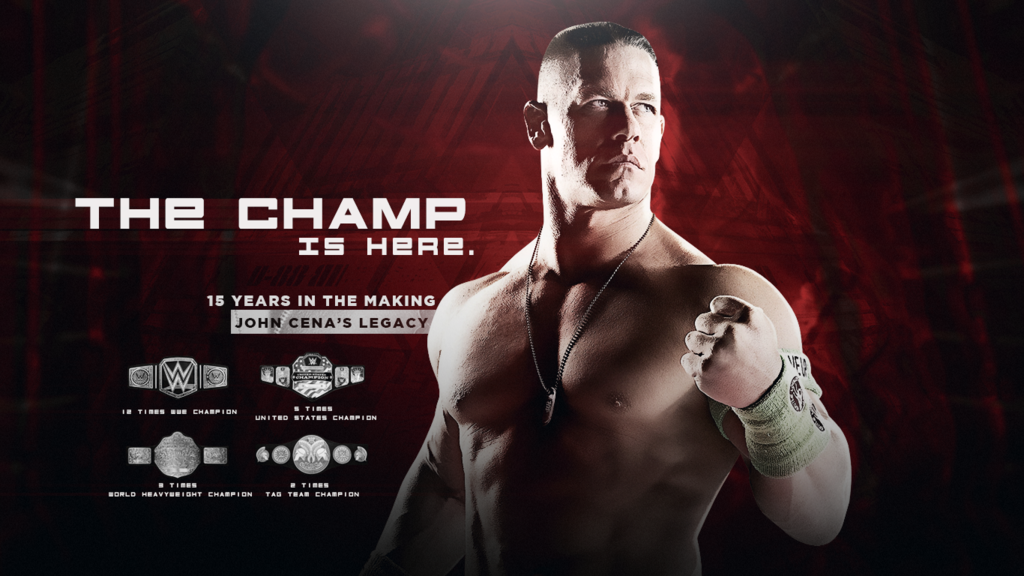 THE CHAMP
IS HERE.
15 YEARS IN THE MAKING
JOHN CENA'S LEGACY
12 TIMES WWE CHAMPION
5 TIMES
UNITED STATES CHAMPION
3 TIMES
WORLD HEAVYWEIGHT CHAMPION
2 TIMES
TAG TEAM CHAMPION